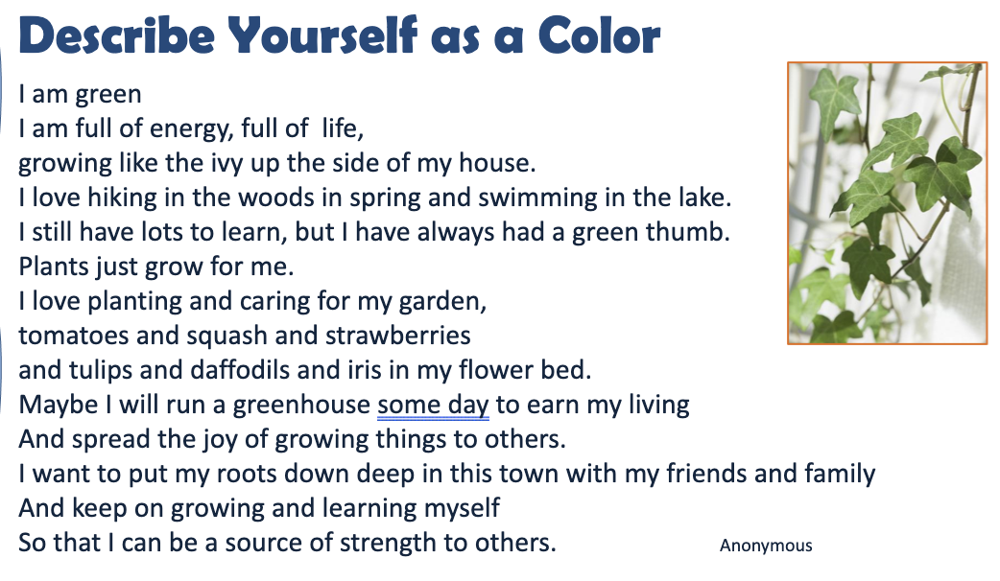 Describe Yourself as a Color
I am green
I am full of energy, full of  life,
growing like the ivy up the side of my house.
I love hiking in the woods in spring and swimming in the lake.
I still have lots to learn, but I have always had a green thumb.
Plants just grow for me.
I love planting and caring for my garden,
tomatoes and squash and strawberries
and tulips and daffodils and iris in my flower bed.
Maybe I will run a greenhouse some day to earn my living
And spread the joy of growing things to others.
I want to put my roots down deep in this town with my friends and family
And keep on growing and learning myself
So that I can be a source of strength to others.
Anonymous